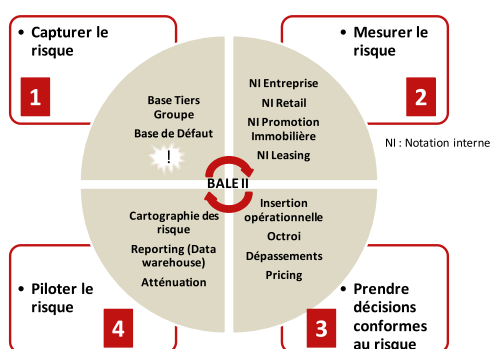 • Capturer le
risque
1
• Mesurer le
risque
2
Base Tiers
Groupe
Base de Défaut
!
NI Entreprise
NI Retail
NI Promotion
Immobilière
NI Leasing
NI : Notation interne
BALE II
Cartographie des
risque
Reporting (Data
warehouse)
Atténuation
Insertion
opérationnelle
Octroi
Dépassements
Pricing
• Piloter le
risque
4
• Prendre
décisions
conformes
au risque
3